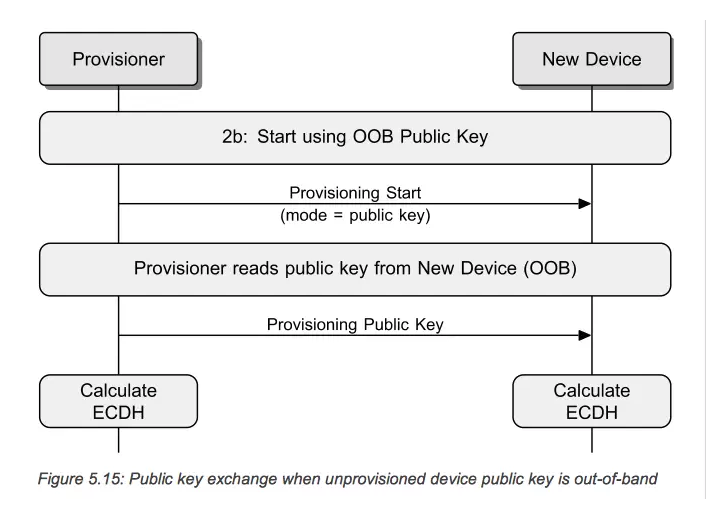 Provisioner
New Device
2b: Start using OOB Public Key
Provisioning Start
(mode = public key)
Provisioner reads public key from New Device (OOB)
Provisioning Public Key
Calculate
ECDH
Calculate
ECDH
Figure 5.15: Public key exchange when unprovisioned device public key is out-of-band